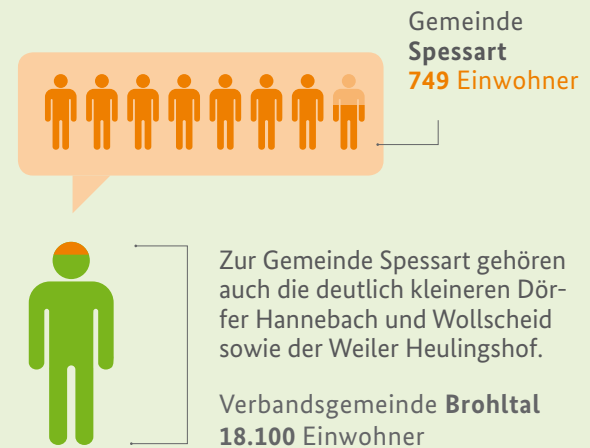 Gemeinde
Spessart
749 Einwohner
Zur Gemeinde Spessart gehören
auch die deutlich kleineren Dör-
fer Hannebach und Wollscheid
sowie der Weiler Heulingshof.
Verbandsgemeinde Brohltal
18.100 Einwohner